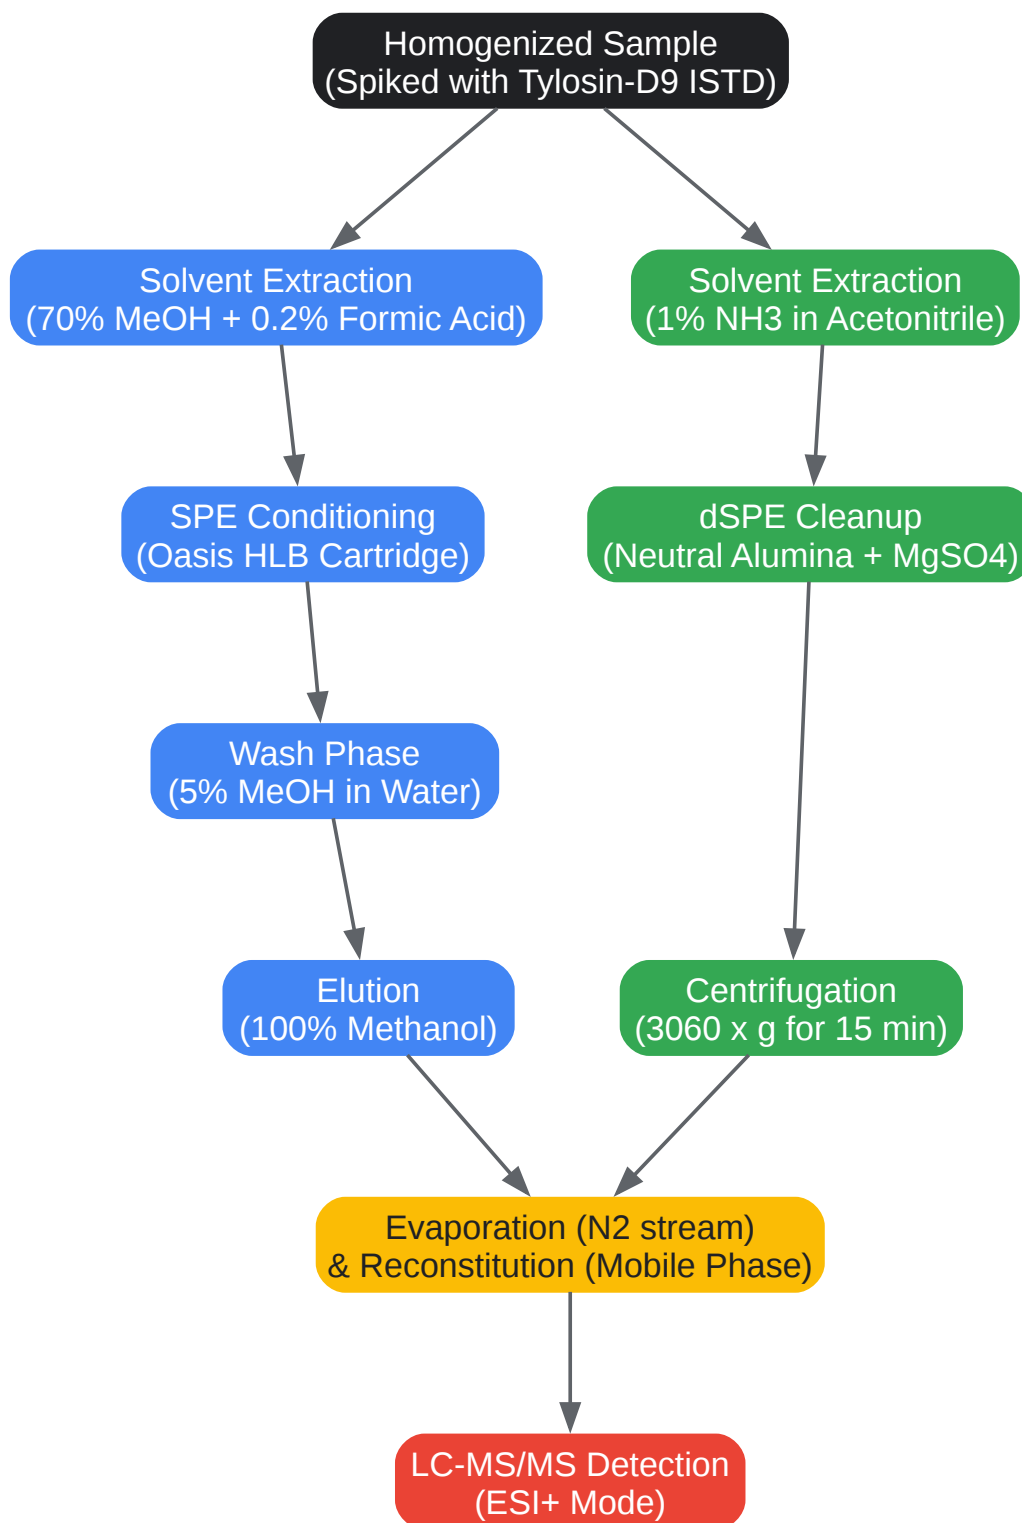 Homogenized Sample
(Spiked with Tylosin-D9 ISTD)
Solvent Extraction
(70% MeOH + 0.2% Formic Acid)
Solvent Extraction
(1% NH3 in Acetonitrile)
SPE Conditioning
(Oasis HLB Cartridge)
dSPE Cleanup
(Neutral Alumina + MgSO4)
Wash Phase
(5% MeOH in Water)
Elution
(100% Methanol)
Centrifugation
(3060 x g for 15 min)
Evaporation (N2 stream)
& Reconstitution (Mobile Phase)
LC-MS/MS Detection
(ESI+ Mode)